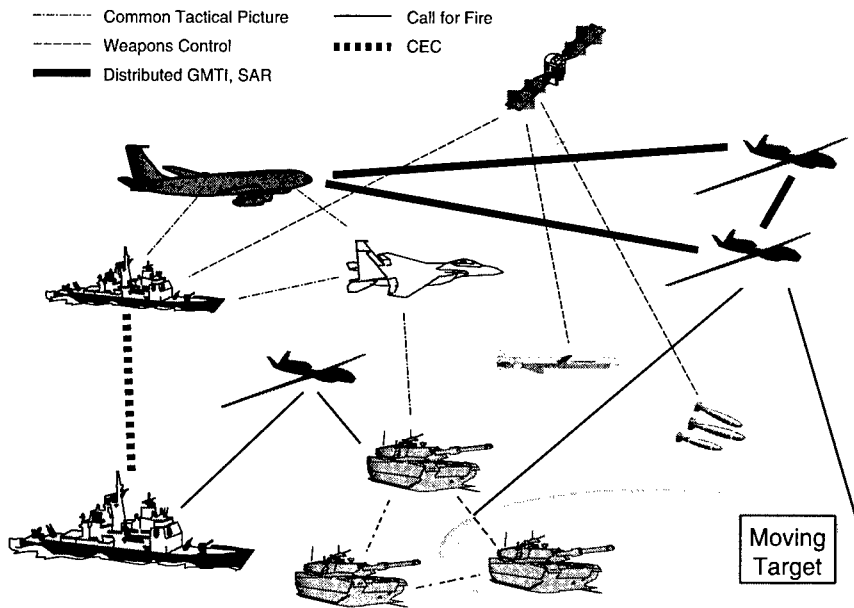 Common Tactical Picture
Weapons Control
Distributed GMTI, SAR
Call for Fire
CEC
Moving
Target